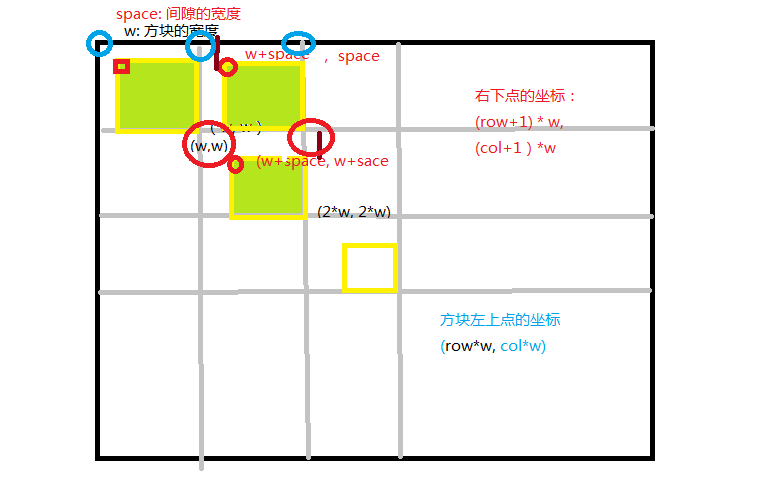 space: 间隙的宽度
w: 方块的宽度
w+space , space
右下点的坐标：
(row+1) * w,
(col+1 ) *w
(w,w)
(w+space, w+sace
(2*w, 2*w)
方块左上点的坐标
(row*w, col*w)